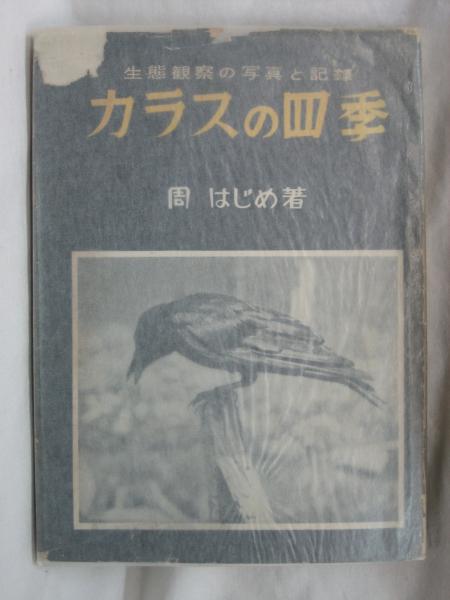 生態観察の写真と記録
カラスの四季
周 はじめ著